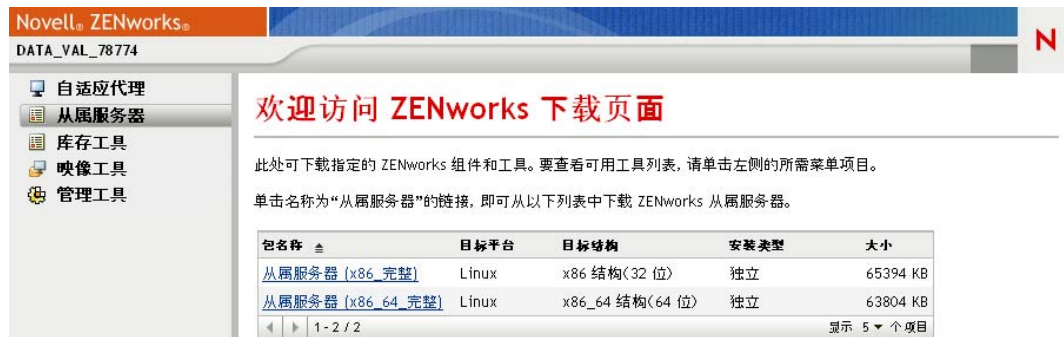 Novell® ZENworks®
DATA_VAL_78774
N
自适应代理
从属服务器
库存工具
映像工具
管理工具
欢迎访问 ZENworks 下载页面
此处可下载指定的 ZENworks 组件和工具。要查看可用工具列表, 请单击左侧的所需菜单项目。
单击名称为“从属服务器”的链接, 即可从以下列表中下载 ZENworks 从属服务器。
包名称 目标平台 目标结构 安装类型 大小
从属服务器 (x86_完整) Linux x86 结构(32 位) 独立 65394 KB
从属服务器 (x86_64_完整) Linux x86_64 结构(64 位) 独立 63804 KB
1 - 2 / 2 显示 5 个项目